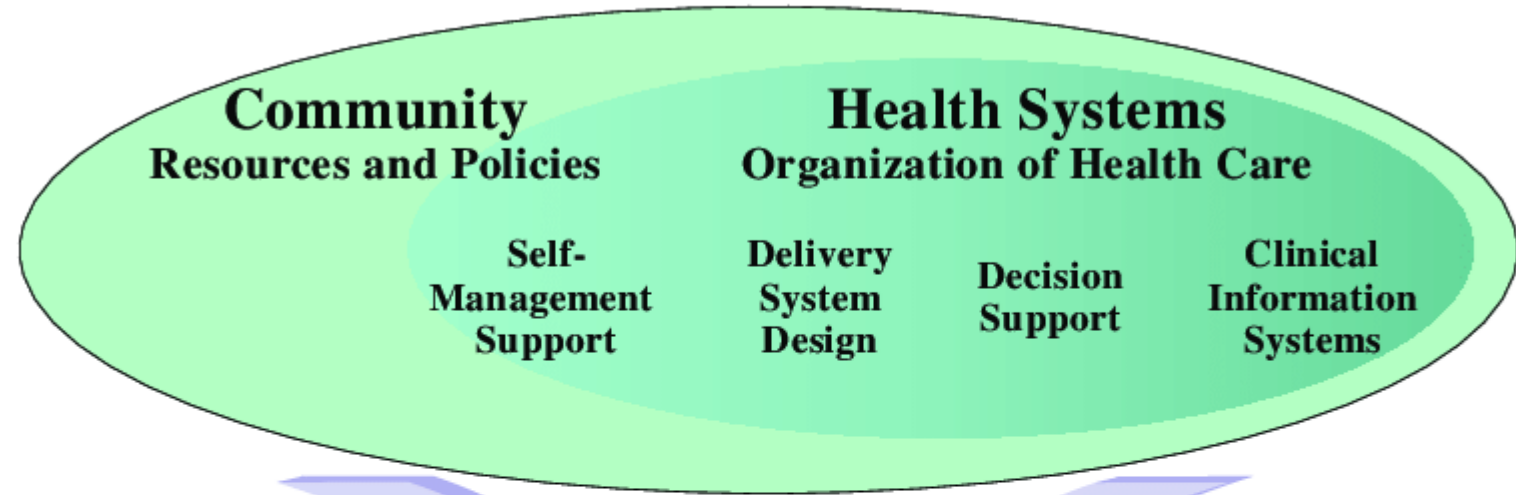 Community
Resources and Policies
Health Systems
Organization of Health Care
Self-
Management
Support
Delivery
System
Design
Decision
Support
Clinical
Information
Systems